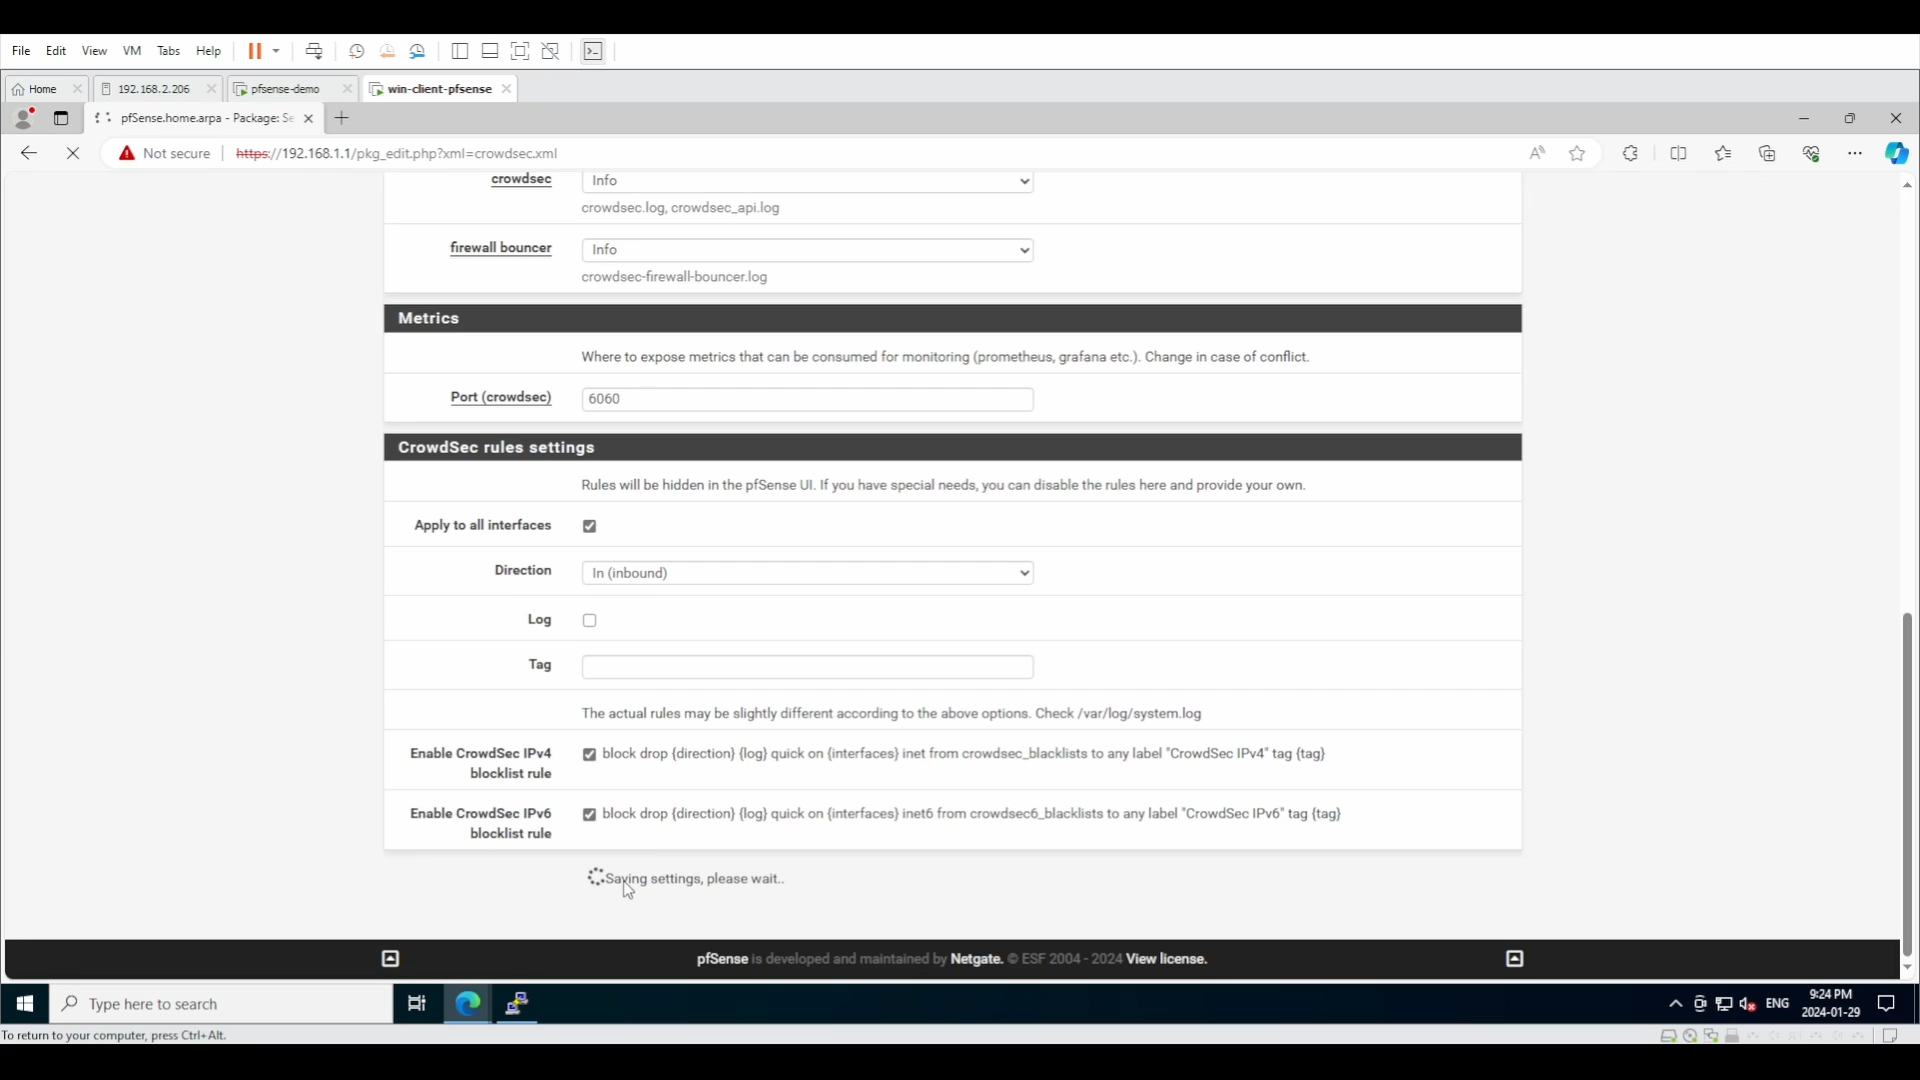 File Edit View VM Tabs Help
Home
192.168.2.206
pfsense-demo
win-client-pfsense
pfSense.home.arpa - Package: Se
Not secure
https://192.168.1.1/pkg_edit.php?xml=crowdsec.xml
crowdsec
Info
crowdsec.log, crowdsec_api.log
firewall bouncer
Info
crowdsec-firewall-bouncer.log
Metrics
Where to expose metrics that can be consumed for monitoring (prometheus, grafana etc.). Change in case of conflict.
Port (crowdsec)
6060
CrowdSec rules settings
Rules will be hidden in the pfSense UI. If you have special needs, you can disable the rules here and provide your own.
Apply to all interfaces
Direction
In (inbound)
Log
Tag
The actual rules may be slightly different according to the above options. Check /var/log/system.log
Enable CrowdSec IPv4
blocklist rule
block drop {direction} {log} quick on {interfaces} inet from crowdsec_blacklists to any label "CrowdSec IPv4" tag {tag}
Enable CrowdSec IPv6
blocklist rule
block drop {direction} {log} quick on {interfaces} inet6 from crowdsec6_blacklists to any label "CrowdSec IPv6" tag {tag}
Saving settings, please wait..
pfSense is developed and maintained by Netgate. © ESF 2004 - 2024 View license.
Type here to search
ENG
9:24 PM
2024-01-29
To return to your computer, press Ctrl+Alt.